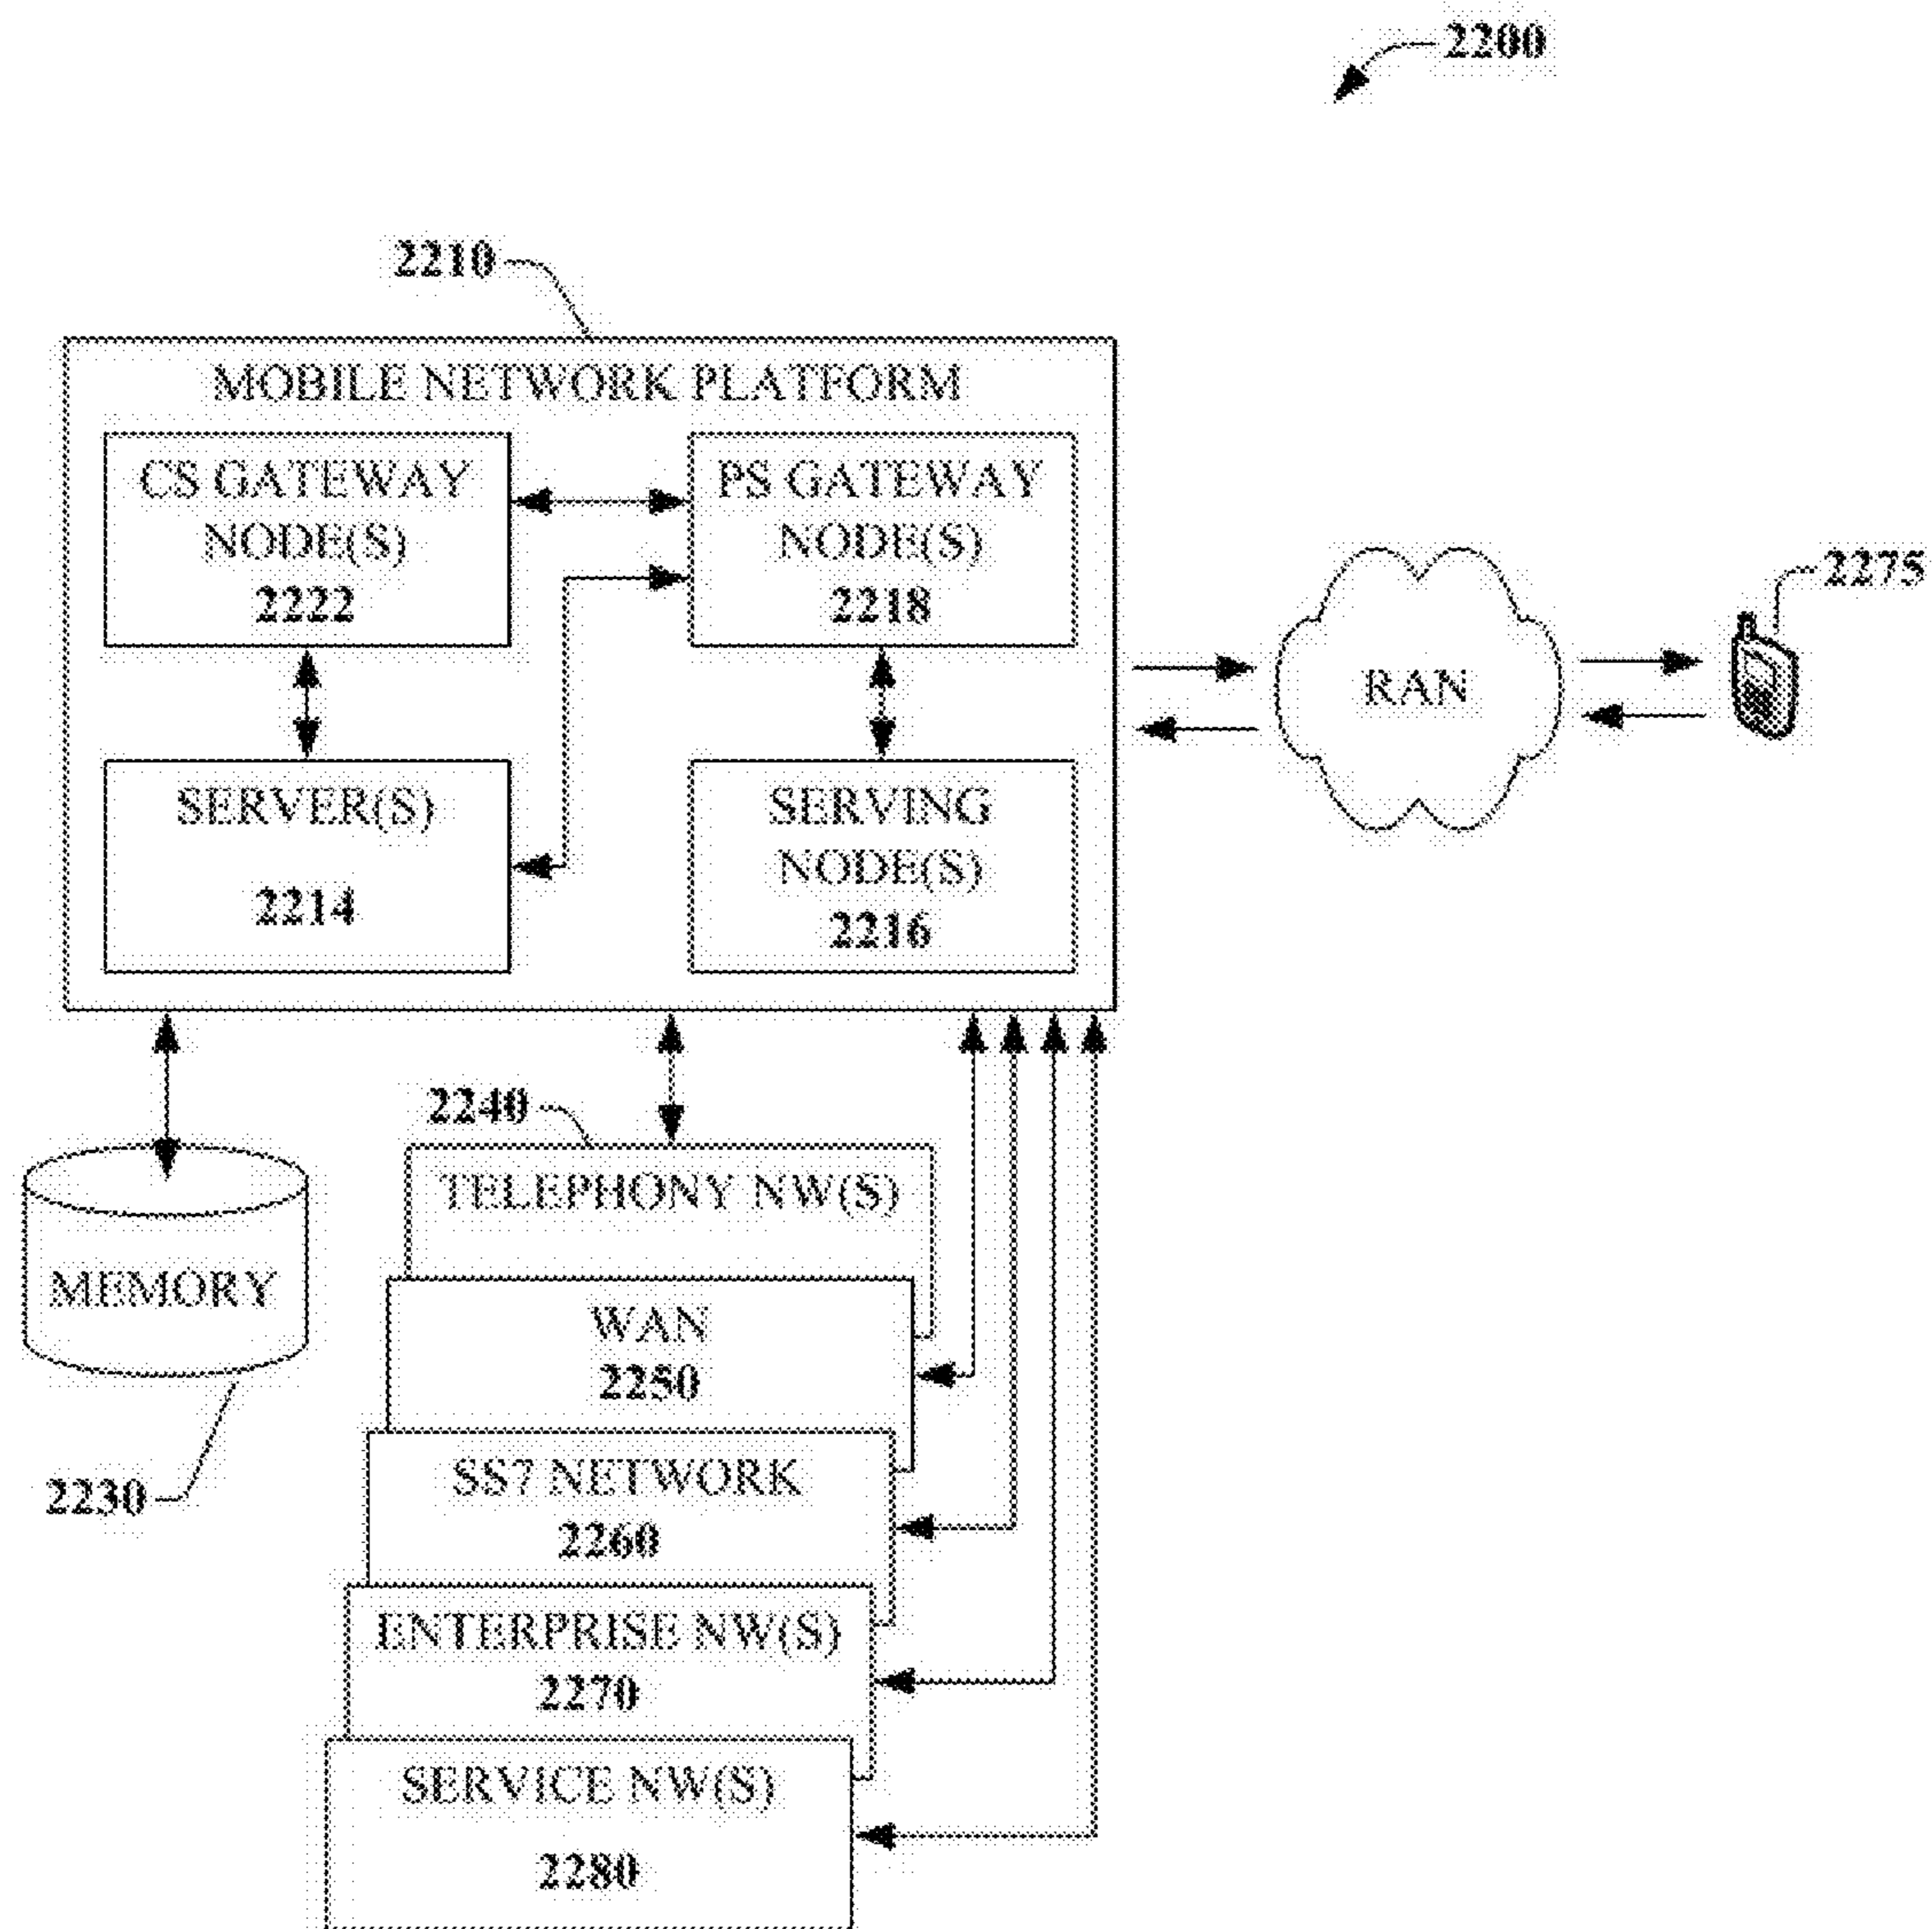 2200
2210
MOBILE NETWORK PLATFORM
CS GATEWAY
NODE(S)
2222
PS GATEWAY
NODE(S)
2218
SERVER(S)
2214
SERVING
NODE(S)
2216
RAN
2275
2240
TELEPHONY NW(S)
MEMORY
2230
WAN
2250
SS7 NETWORK
2260
ENTERPRISE NW(S)
2270
SERVICE NW(S)
2280